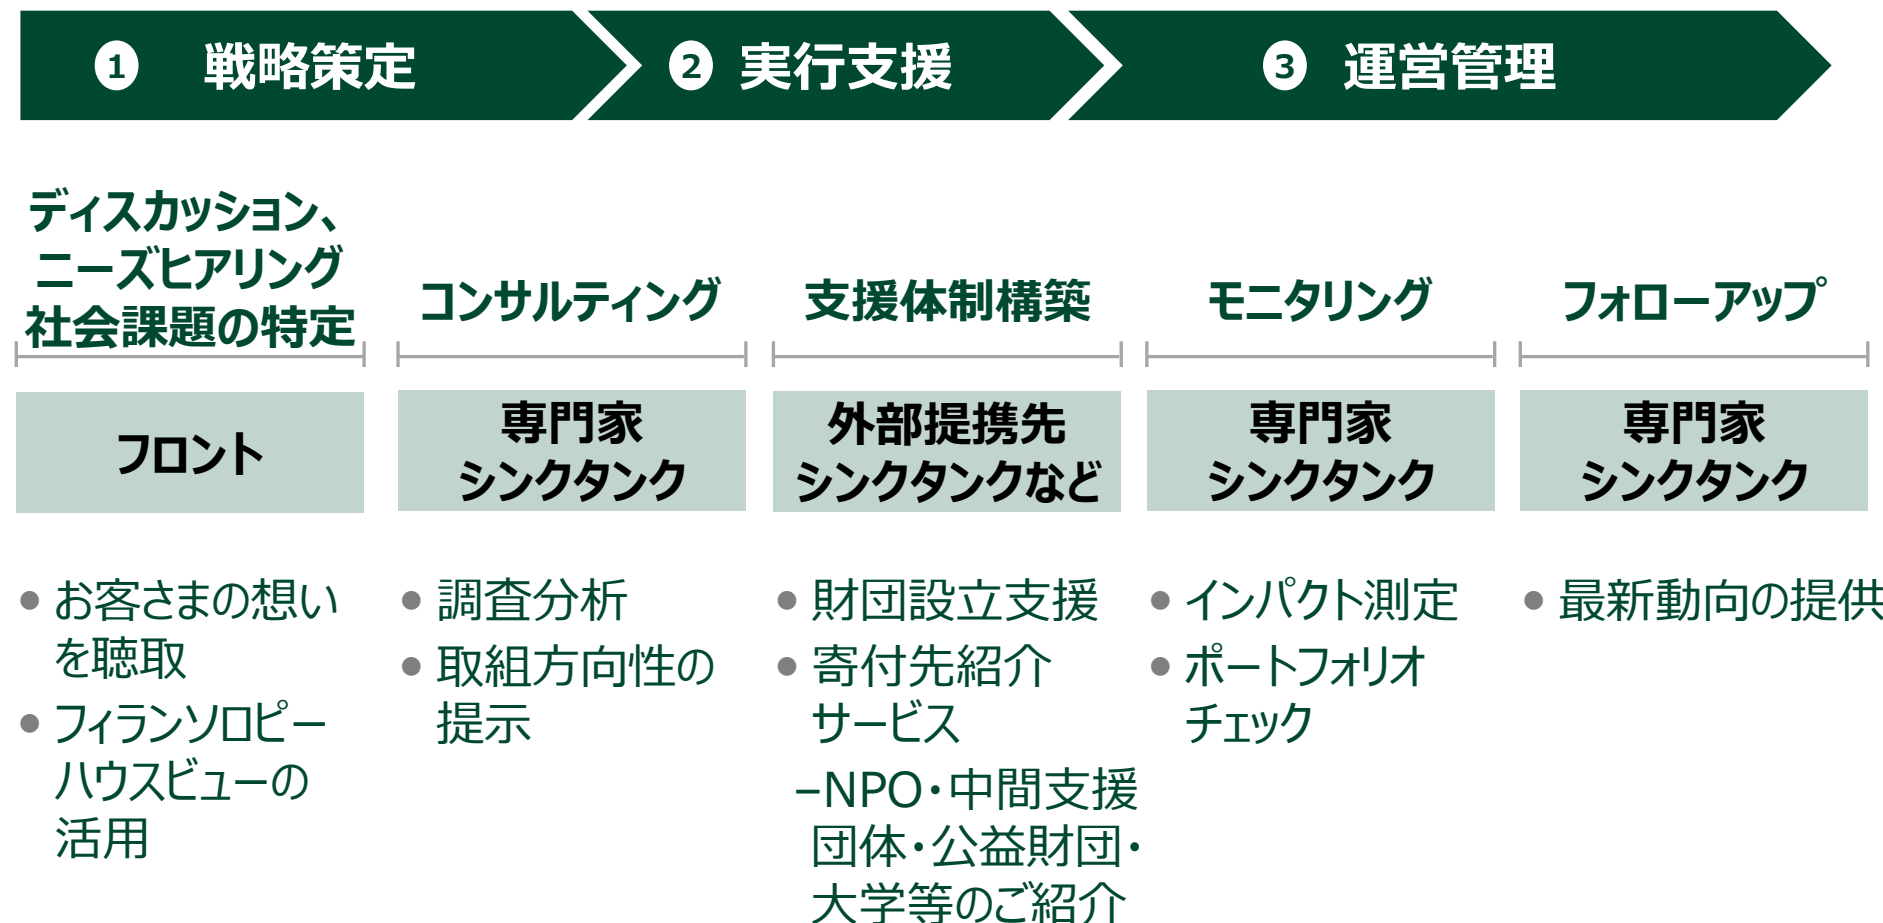 ❶ 戦略策定
❷ 実行支援
❸ 運営管理
ディスカッション、
ニーズヒアリング
社会課題の特定
コンサルティング
支援体制構築
モニタリング
フォローアップ
フロント
専門家
シンクタンク
外部提携先
シンクタンクなど
専門家
シンクタンク
専門家
シンクタンク
• お客さまの想い
を聴取
• フィランソロピー
ハウスビューの
活用
• 調査分析
• 取組方向性の
提示
• 財団設立支援
• 寄付先紹介
サービス
–NPO・中間支援
団体・公益財団・
大学等のご紹介
• インパクト測定
• ポートフォリオ
チェック
• 最新動向の提供